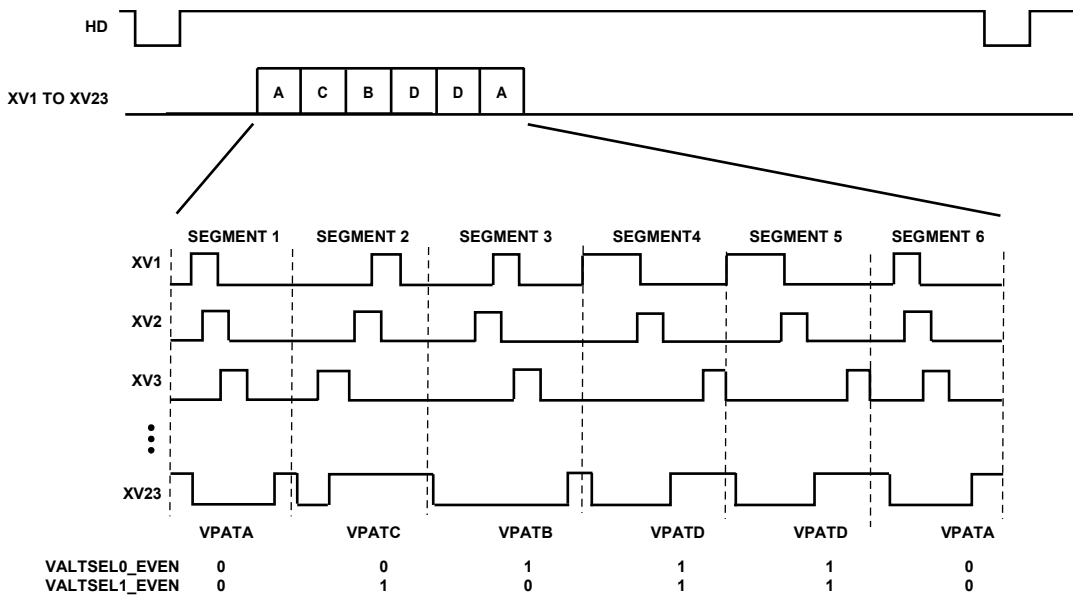 HD
XV1 TO XV23
A C B D D A
SEGMENT 1 SEGMENT 2 SEGMENT 3 SEGMENT4 SEGMENT 5 SEGMENT 6
XV1
XV2
XV3
XV23
VPATA VPATC VPATB VPATD VPATD VPATA
VALTSEL0_EVEN 0 0 1 1 1 0
VALTSEL1_EVEN 0 1 0 1 1 0